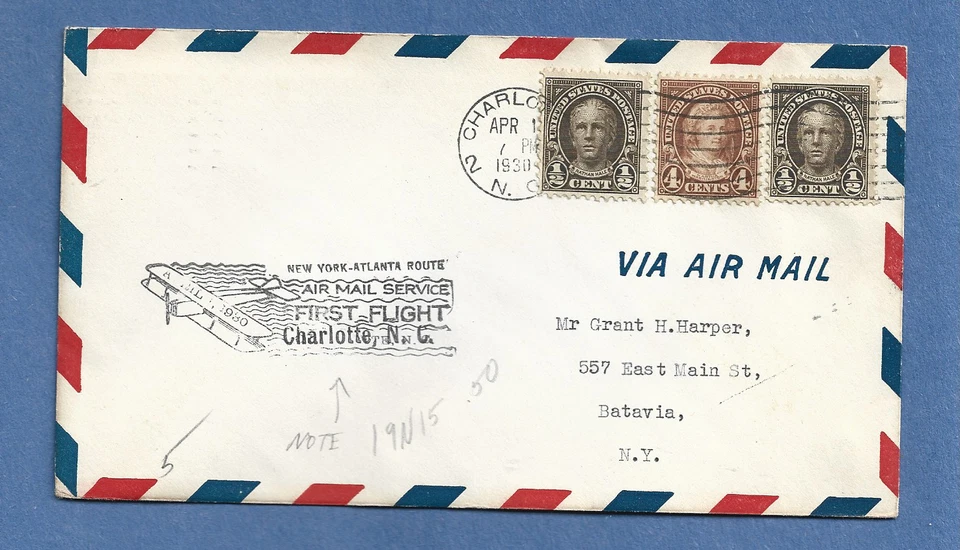 CHARLO
APR 1
7 PM
1930
2 N. C
UNITED STATES POSTAGE
NATHAN HALE
1/2 CENT 1/2
UNITED STATES POSTAGE
4 CENTS 4
UNITED STATES POSTAGE
NATHAN HALE
1/2 CENT 1/2
VIA AIR MAIL
NEW YORK-ATLANTA ROUTE
AIR MAIL SERVICE
FIRST FLIGHT
Charlotte, N. C.
1930
Mr Grant H.Harper,
557 East Main St,
Batavia,
N.Y.
NOTE 19N15 .50
5